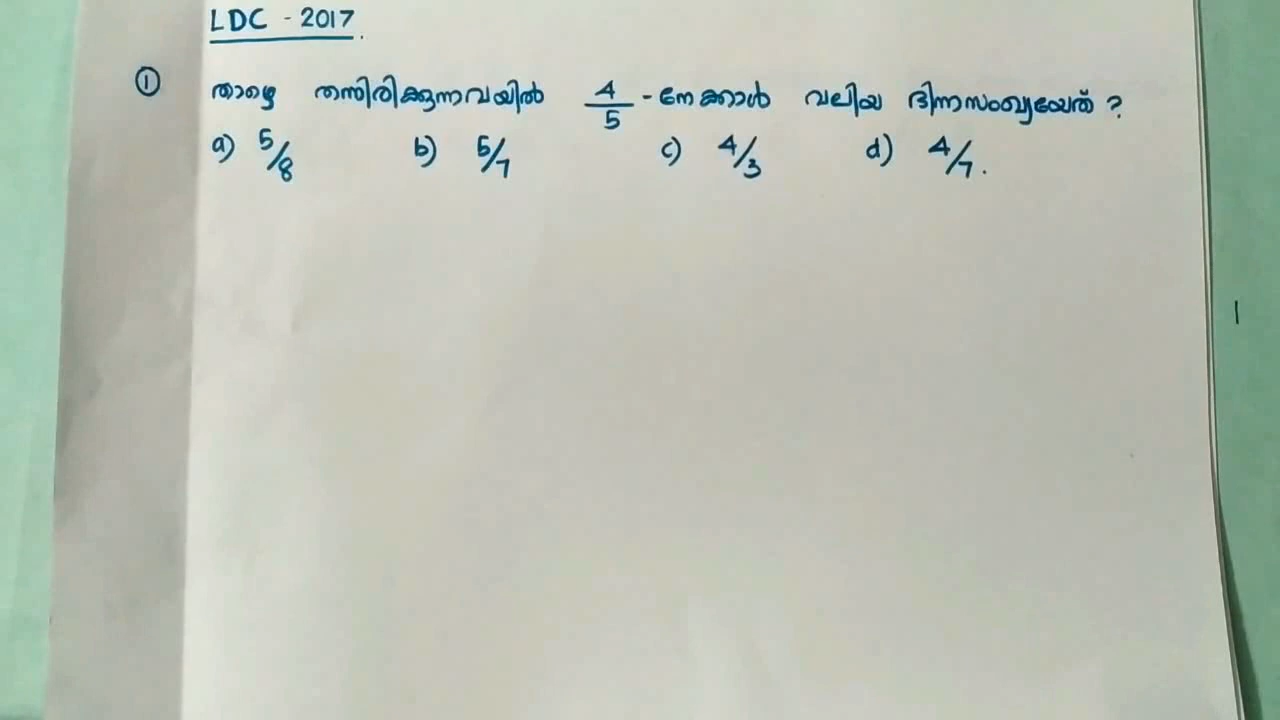 LDC - 2017.
① താഴെ തന്നിരിക്കുന്നവയിൽ 4/5 -നേക്കാൾ വലിയ ഭിന്നസംഖ്യയേത് ?
a) 5/8 b) 5/7 c) 4/3 d) 4/7.